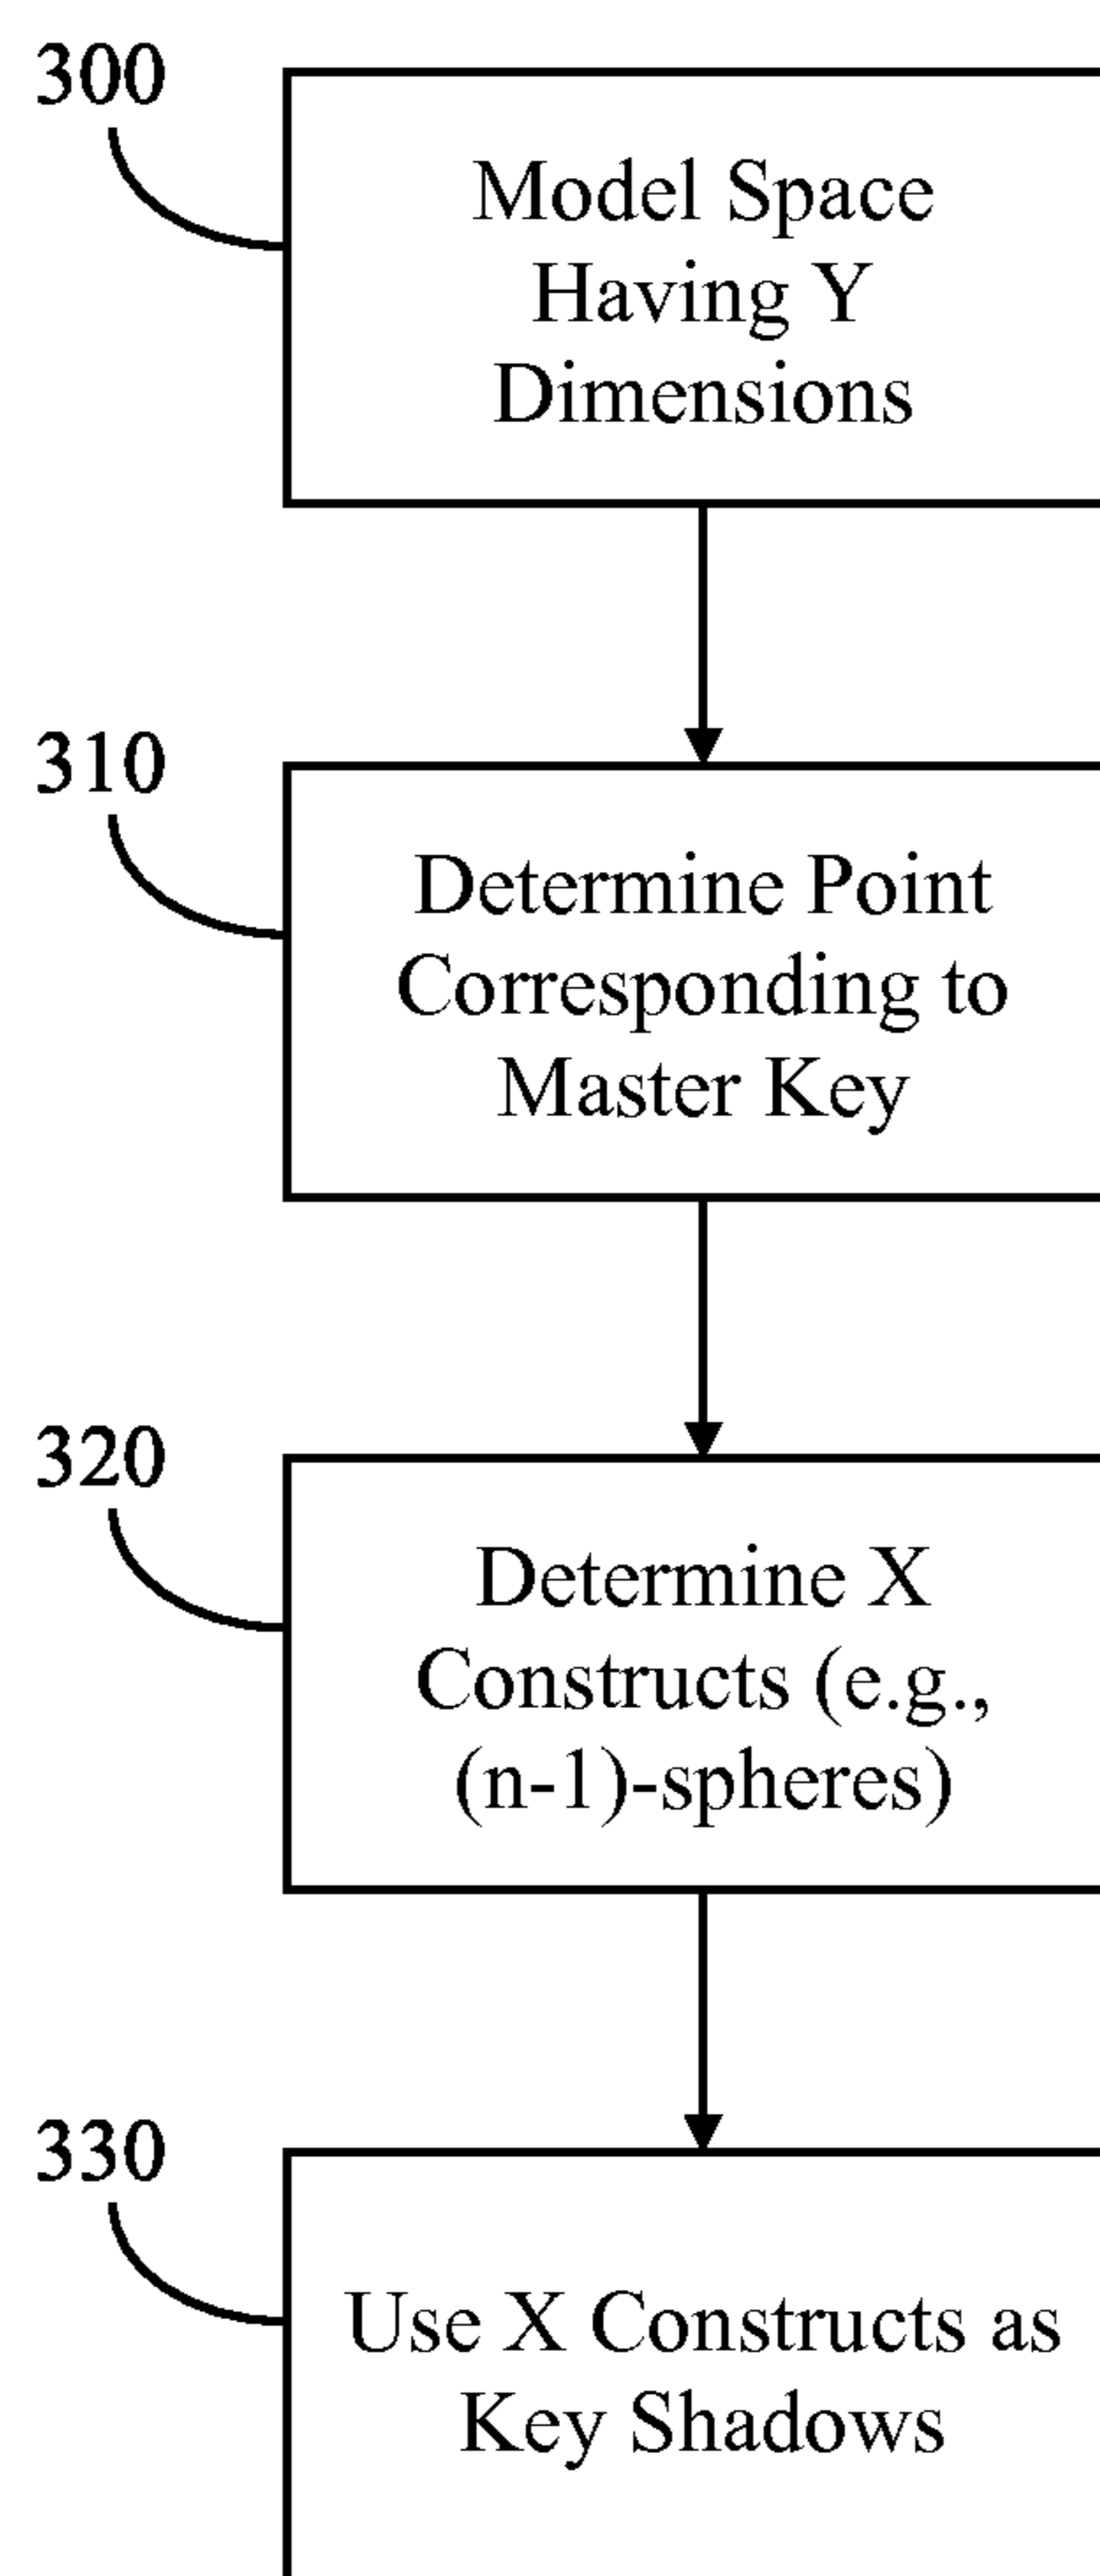 300
Model Space
Having Y
Dimensions
310
Determine Point
Corresponding to
Master Key
320
Determine X
Constructs (e.g.,
(n-1)-spheres)
330
Use X Constructs as
Key Shadows